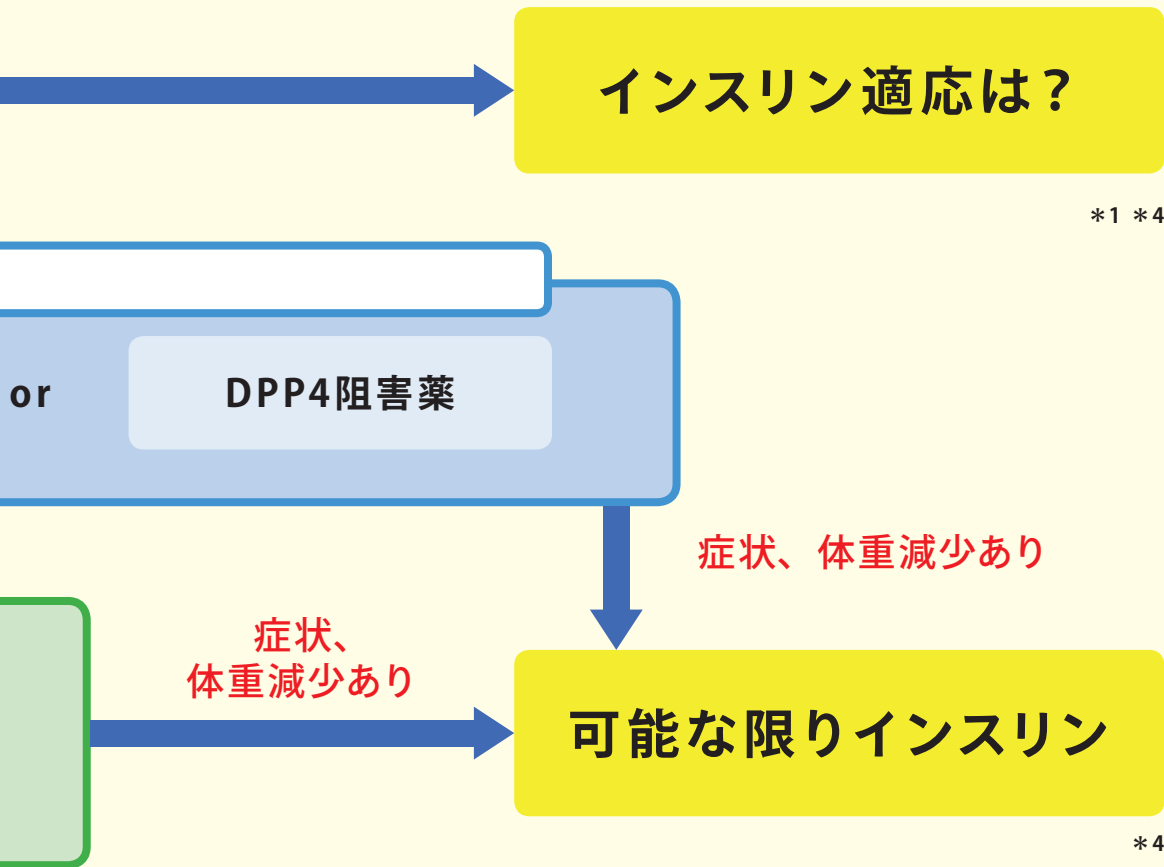 インスリン適応は？
＊1 ＊4
or
DPP4阻害薬
症状、体重減少あり
症状、
体重減少あり
可能な限りインスリン
＊4